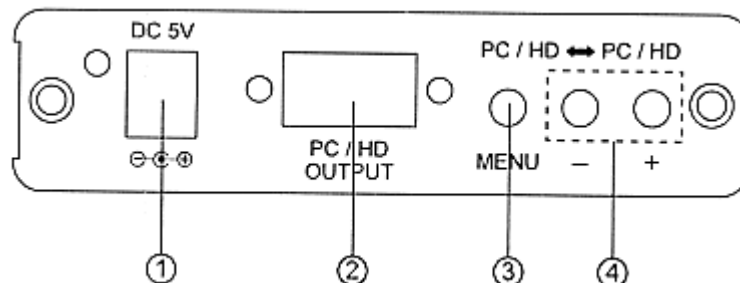 DC 5V
PC / HD ⬌ PC / HD
PC / HD
OUTPUT
MENU
− +
① ② ③ ④